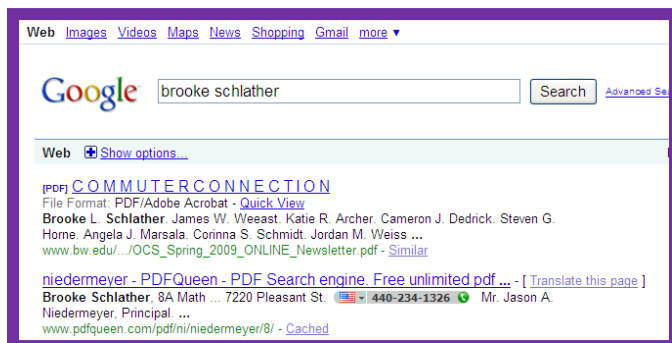 Web Images Videos Maps News Shopping Gmail more ▼
Google brooke schlather Search Advanced Sea
Web Show options...
[PDF] C O M M U T E R C O N N E C T I O N
File Format: PDF/Adobe Acrobat - Quick View
Brooke L. Schlather. James W. Weeast. Katie R. Archer. Cameron J. Dedrick. Steven G.
Horne. Angela J. Marsala. Corinna S. Schmidt. Jordan M. Weiss ...
www.bw.edu/.../OCS_Spring_2009_ONLINE_Newsletter.pdf - Similar
niedermeyer - PDFQueen - PDF Search engine. Free unlimited pdf ... - [ Translate this page ]
Brooke Schlather, 8A Math ... 7220 Pleasant St. 440-234-1326 Mr. Jason A.
Niedermeyer, Principal. ...
www.pdfqueen.com/pdf/ni/niedermeyer/8/ - Cached